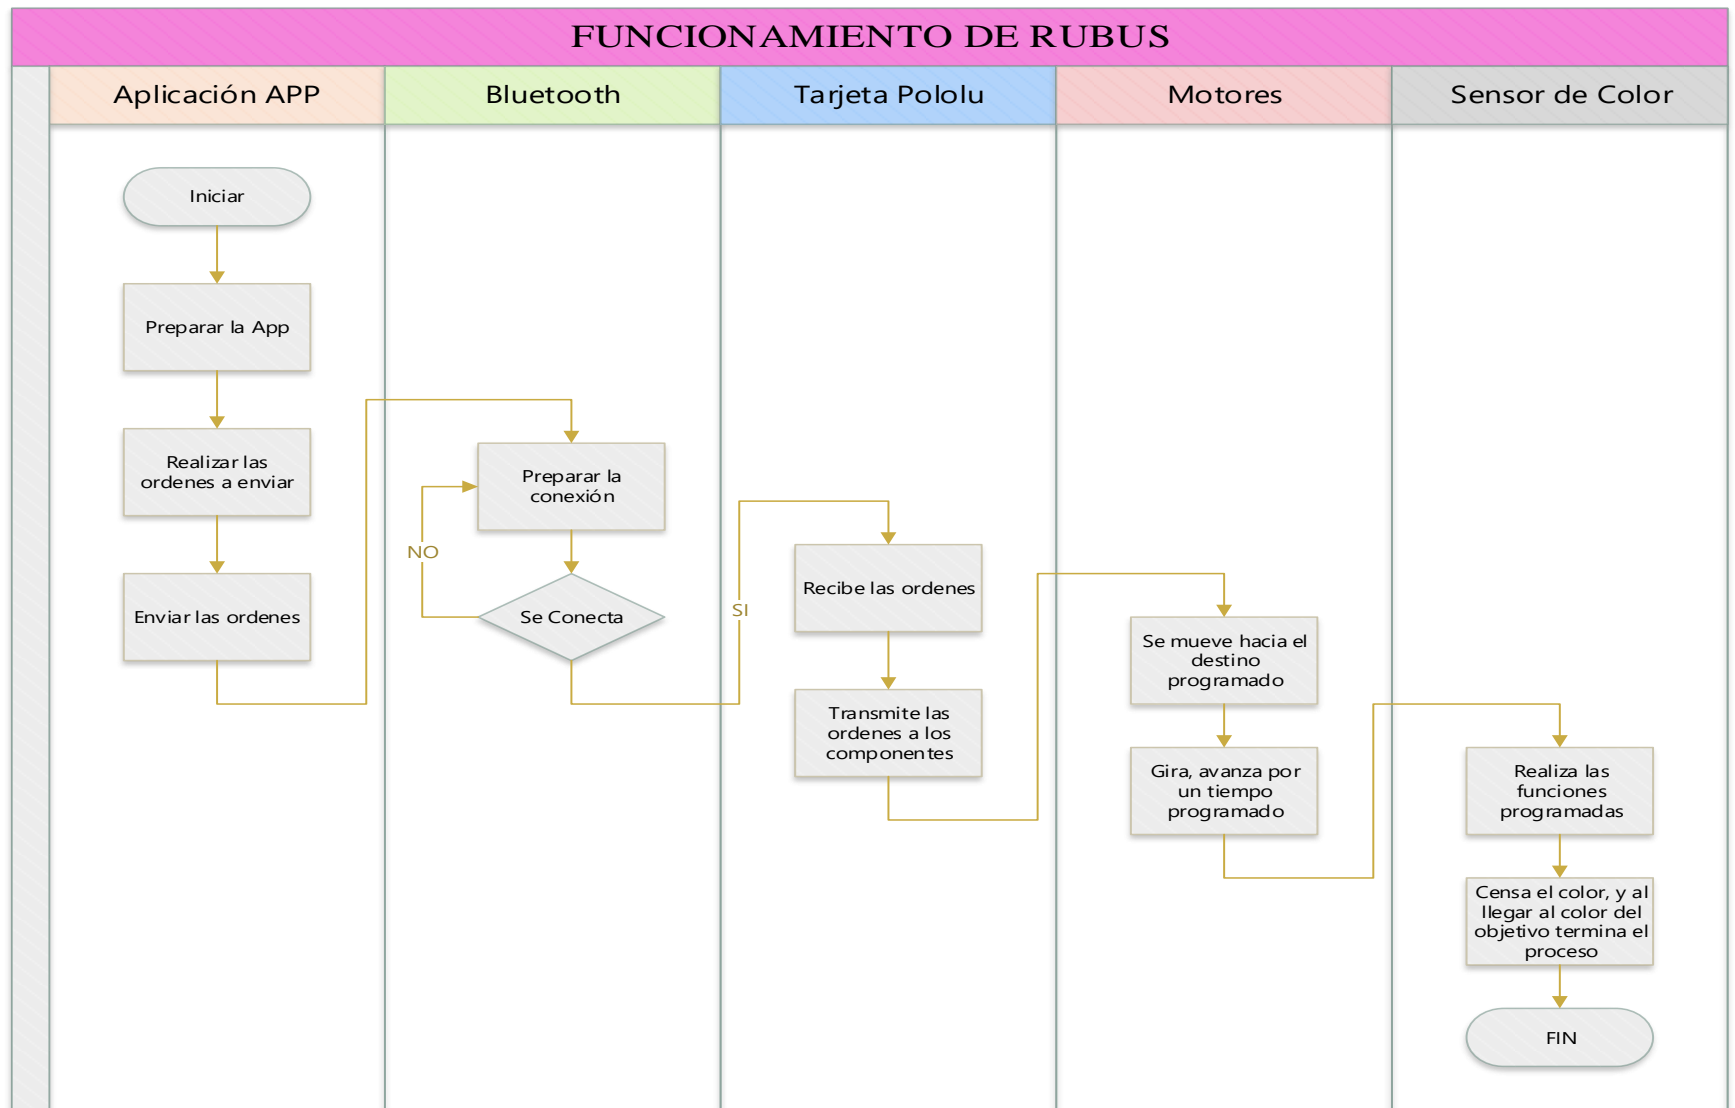 FUNCIONAMIENTO DE RUBUS
Aplicación APP
Bluetooth
Tarjeta Pololu
Motores
Sensor de Color
Iniciar
Preparar la App
Realizar las
ordenes a enviar
Enviar las ordenes
Preparar la
conexión
NO
Se Conecta
SI
Recibe las ordenes
Transmite las
ordenes a los
componentes
Se mueve hacia el
destino
programado
Gira, avanza por
un tiempo
programado
Realiza las
funciones
programadas
Censa el color, y al
llegar al color del
objetivo termina el
proceso
FIN